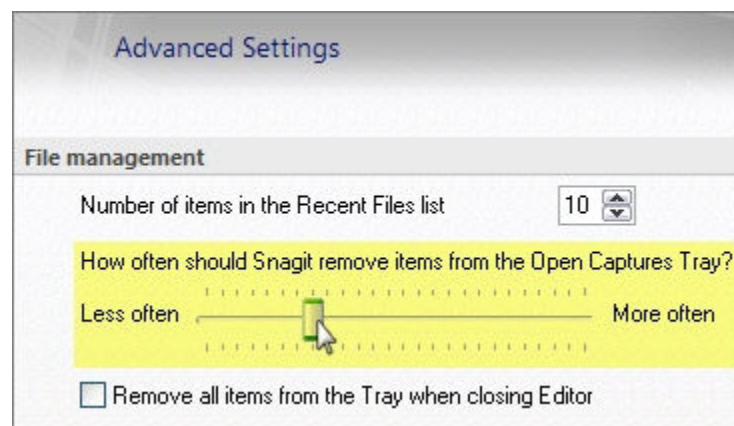 Advanced Settings
File management
Number of items in the Recent Files list 10
How often should Snagit remove items from the Open Captures Tray?
Less often More often
Remove all items from the Tray when closing Editor